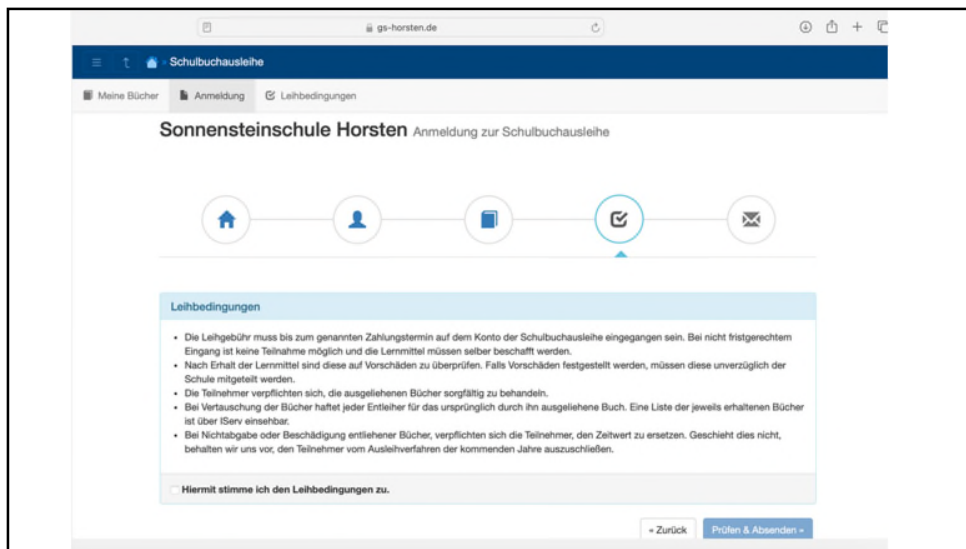 gs-horsten.de
Schulbuchausleihe
Meine Bücher Anmeldung Leihbedingungen
Sonnensteinschule Horsten Anmeldung zur Schulbuchausleihe
Leihbedingungen
• Die Leihgebühr muss bis zum genannten Zahlungstermin auf dem Konto der Schulbuchausleihe eingegangen sein. Bei nicht fristgerechtem
Eingang ist keine Teilnahme möglich und die Lernmittel müssen selber beschafft werden.
• Nach Erhalt der Lernmittel sind diese auf Vorschäden zu überprüfen. Falls Vorschäden festgestellt werden, müssen diese unverzüglich der
Schule mitgeteilt werden.
• Die Teilnehmer verpflichten sich, die ausgeliehenen Bücher sorgfältig zu behandeln.
• Bei Vertauschung der Bücher haftet jeder Entleiher für das ursprünglich durch ihn ausgeliehene Buch. Eine Liste der jeweils erhaltenen Bücher
ist über IServ einsehbar.
• Bei Nichtabgabe oder Beschädigung entliehener Bücher, verpflichten sich die Teilnehmer, den Zeitwert zu ersetzen. Geschieht dies nicht,
behalten wir uns vor, den Teilnehmer vom Ausleihverfahren der kommenden Jahre auszuschließen.
Hiermit stimme ich den Leihbedingungen zu.
« Zurück Prüfen & Absenden »